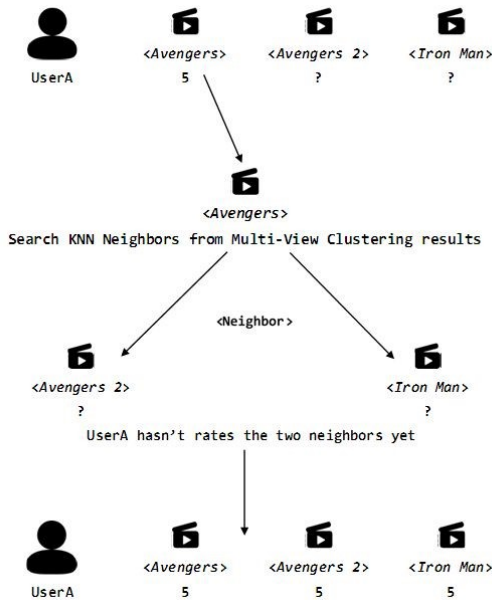 <Avengers> <Avengers 2> <Iron Man>
UserA 5 ? ?
<Avengers>
Search KNN Neighbors from Multi-View Clustering results
<Neighbor>
<Avengers 2> <Iron Man>
? ?
UserA hasn't rates the two neighbors yet
<Avengers> <Avengers 2> <Iron Man>
UserA 5 5 5